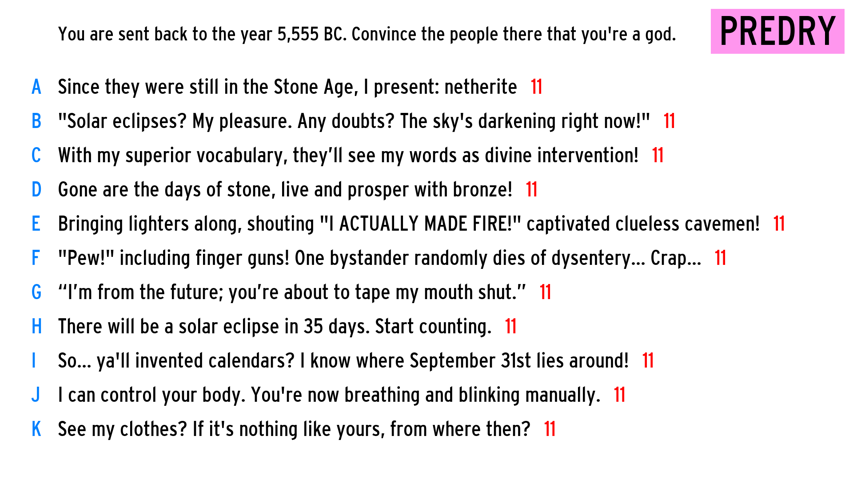 You are sent back to the year 5,555 BC. Convince the people there that you're a god.
PREDRY
A Since they were still in the Stone Age, I present: netherite 11
B "Solar eclipses? My pleasure. Any doubts? The sky's darkening right now!" 11
C With my superior vocabulary, they’ll see my words as divine intervention! 11
D Gone are the days of stone, live and prosper with bronze! 11
E Bringing lighters along, shouting "I ACTUALLY MADE FIRE!" captivated clueless cavemen! 11
F "Pew!" including finger guns! One bystander randomly dies of dysentery... Crap... 11
G “I’m from the future; you’re about to tape my mouth shut.” 11
H There will be a solar eclipse in 35 days. Start counting. 11
I So... ya'll invented calendars? I know where September 31st lies around! 11
J I can control your body. You're now breathing and blinking manually. 11
K See my clothes? If it's nothing like yours, from where then? 11